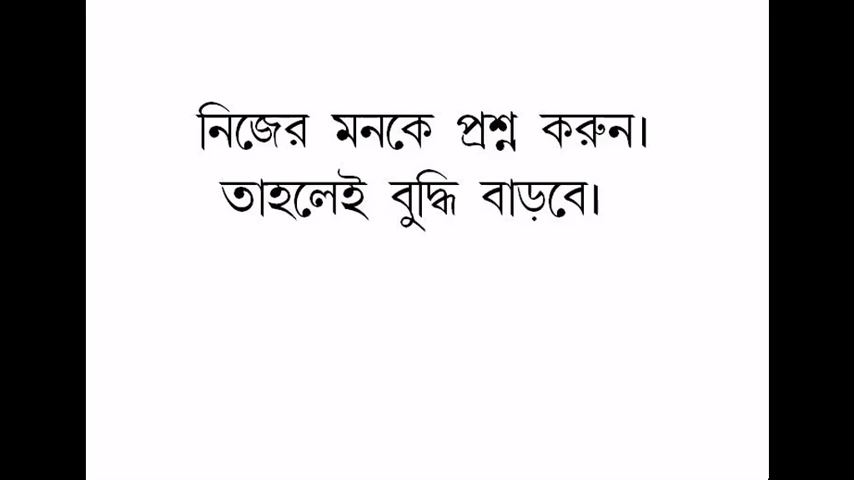 নিজের মনকে প্রশ্ন করুন।
তাহলেই বুদ্ধি বাড়বে।